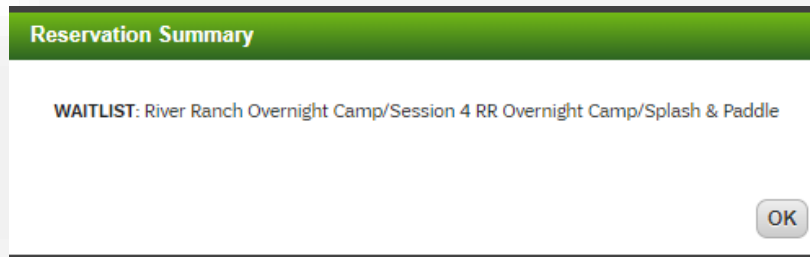 Reservation Summary
WAITLIST: River Ranch Overnight Camp/Session 4 RR Overnight Camp/Splash & Paddle
OK